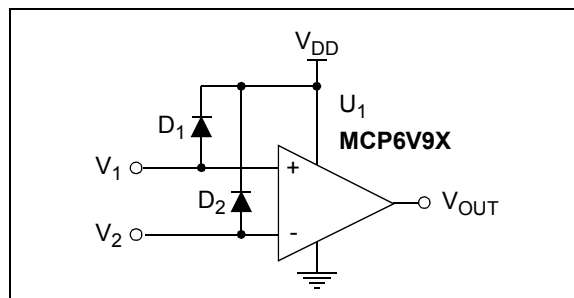 V_DD
U_1
MCP6V9X
D_1
V_1
+
D_2
V_OUT
V_2
-